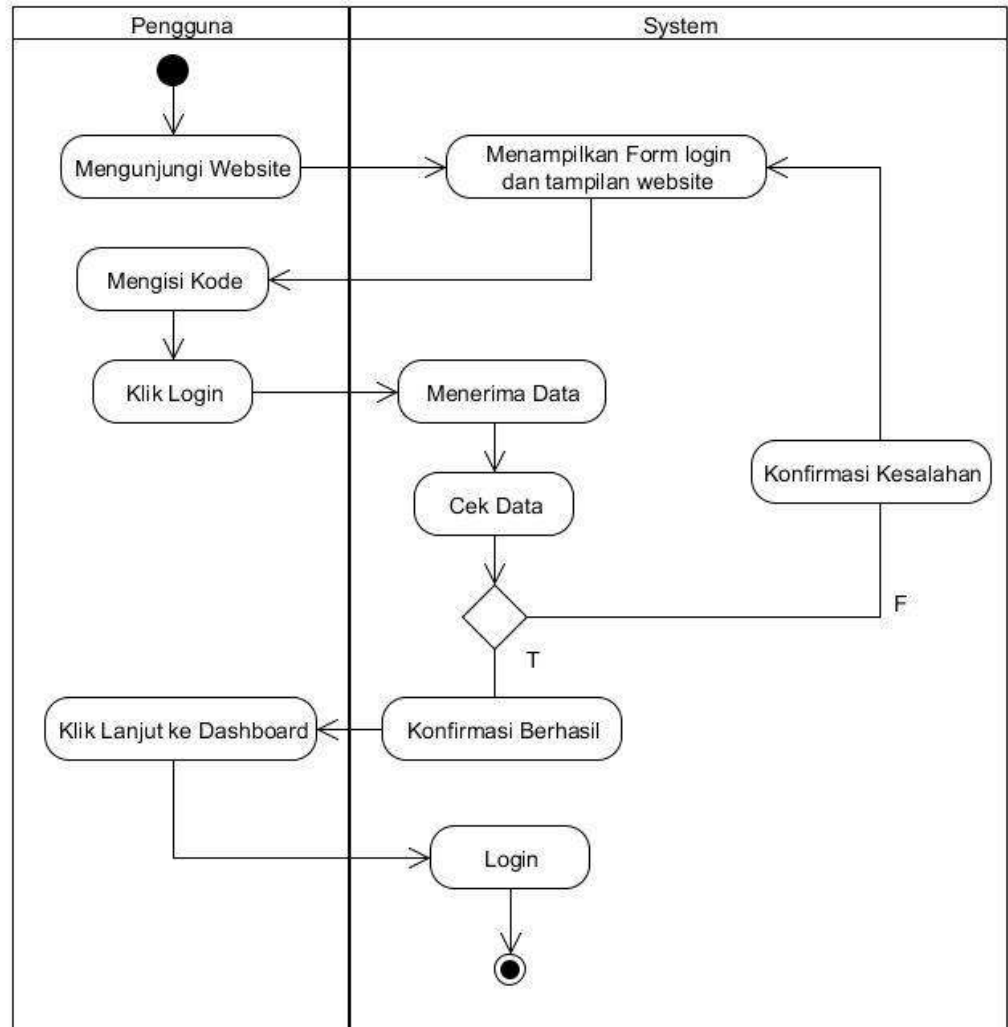 Pengguna
System
Mengunjungi Website
Menampilkan Form login
dan tampilan website
Mengisi Kode
Klik Login
Menerima Data
Konfirmasi Kesalahan
Cek Data
F
T
Klik Lanjut ke Dashboard
Konfirmasi Berhasil
Login